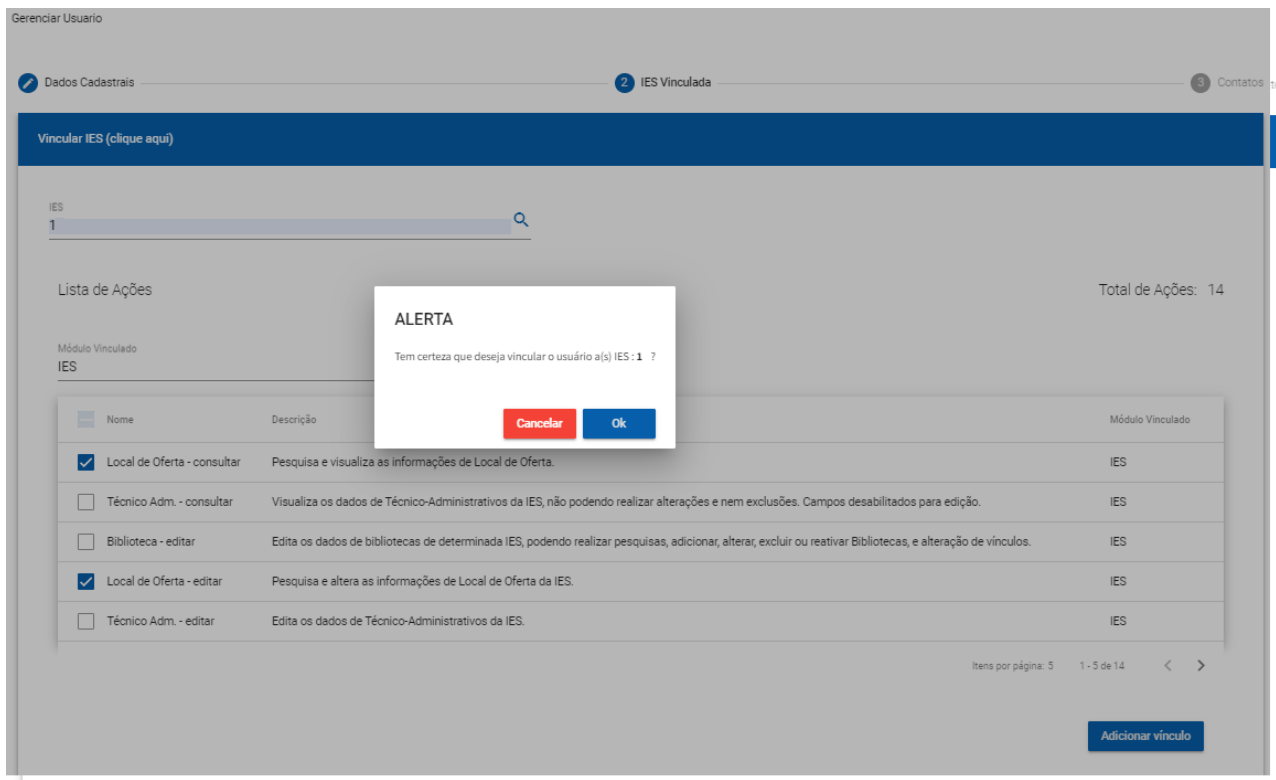 Gerenciar Usuario
Dados Cadastrais
2 IES Vinculada
3 Contatos
Vincular IES (clique aqui)
IES
1
Lista de Ações
Total de Ações: 14
Módulo Vinculado
IES
ALERTA
Tem certeza que deseja vincular o usuário a(s) IES : 1 ?
Cancelar Ok
Nome Descrição Módulo Vinculado
Local de Oferta - consultar Pesquisa e visualiza as informações de Local de Oferta. IES
Técnico Adm. - consultar Visualiza os dados de Técnico-Administrativos da IES, não podendo realizar alterações e nem exclusões. Campos desabilitados para edição. IES
Biblioteca - editar Edita os dados de bibliotecas de determinada IES, podendo realizar pesquisas, adicionar, alterar, excluir ou reativar Bibliotecas, e alteração de vínculos. IES
Local de Oferta - editar Pesquisa e altera as informações de Local de Oferta da IES. IES
Técnico Adm. - editar Edita os dados de Técnico-Administrativos da IES. IES
Itens por página: 5 1 - 5 de 14
Adicionar vínculo